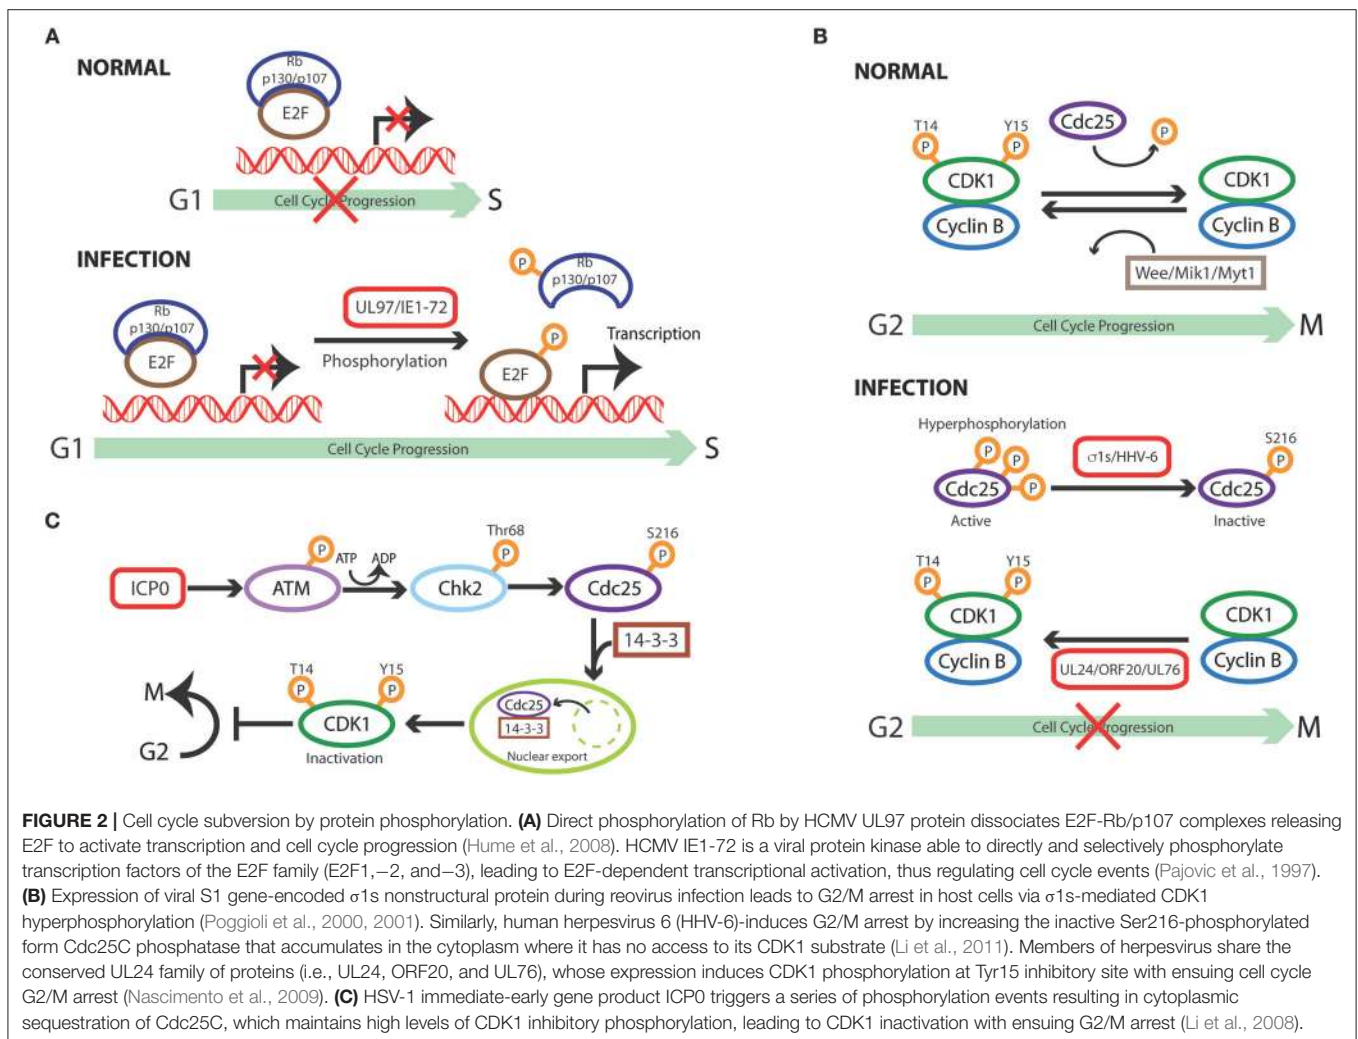 A
NORMAL
Rb
p130/p107
E2F
G1
Cell Cycle Progression
S
INFECTION
Rb
p130/p107
E2F
UL97/IE1-72
Phosphorylation
P
Rb
p130/p107
P
E2F
Transcription
G1
Cell Cycle Progression
S
B
NORMAL
T14
P
Y15
P
CDK1
Cyclin B
Cdc25
P
CDK1
Cyclin B
Wee/Mik1/Myt1
G2
Cell Cycle Progression
M
INFECTION
Hyperphosphorylation
P
P
P
Cdc25
Active
σ1s/HHV-6
S216
P
Cdc25
Inactive
T14
P
Y15
P
CDK1
Cyclin B
UL24/ORF20/UL76
CDK1
Cyclin B
G2
Cell Cycle Progression
M
C
ICP0
P
ATM
ATP
ADP
Thr68
P
Chk2
S216
P
Cdc25
14-3-3
Cdc25
14-3-3
Nuclear export
T14
P
Y15
P
CDK1
Inactivation
M
G2
FIGURE 2 | Cell cycle subversion by protein phosphorylation. (A) Direct phosphorylation of Rb by HCMV UL97 protein dissociates E2F-Rb/p107 complexes releasing
E2F to activate transcription and cell cycle progression (Hume et al., 2008). HCMV IE1-72 is a viral protein kinase able to directly and selectively phosphorylate
transcription factors of the E2F family (E2F1,−2, and−3), leading to E2F-dependent transcriptional activation, thus regulating cell cycle events (Pajovic et al., 1997).
(B) Expression of viral S1 gene-encoded σ1s nonstructural protein during reovirus infection leads to G2/M arrest in host cells via σ1s-mediated CDK1
hyperphosphorylation (Poggioli et al., 2000, 2001). Similarly, human herpesvirus 6 (HHV-6)-induces G2/M arrest by increasing the inactive Ser216-phosphorylated
form Cdc25C phosphatase that accumulates in the cytoplasm where it has no access to its CDK1 substrate (Li et al., 2011). Members of herpesvirus share the
conserved UL24 family of proteins (i.e., UL24, ORF20, and UL76), whose expression induces CDK1 phosphorylation at Tyr15 inhibitory site with ensuing cell cycle
G2/M arrest (Nascimento et al., 2009). (C) HSV-1 immediate-early gene product ICP0 triggers a series of phosphorylation events resulting in cytoplasmic
sequestration of Cdc25C, which maintains high levels of CDK1 inhibitory phosphorylation, leading to CDK1 inactivation with ensuing G2/M arrest (Li et al., 2008).